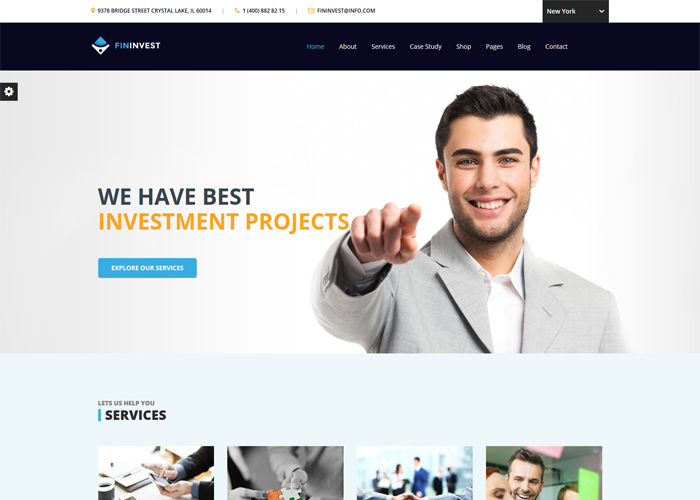 9378 BRIDGE STREET CRYSTAL LAKE, IL 60014 | 1 (400) 882 82 15 | FININVEST@INFO.COM
New York
FININVEST
Home About Services Case Study Shop Pages Blog Contact
WE HAVE BEST
INVESTMENT PROJECTS
EXPLORE OUR SERVICES
LETS US HELP YOU
SERVICES